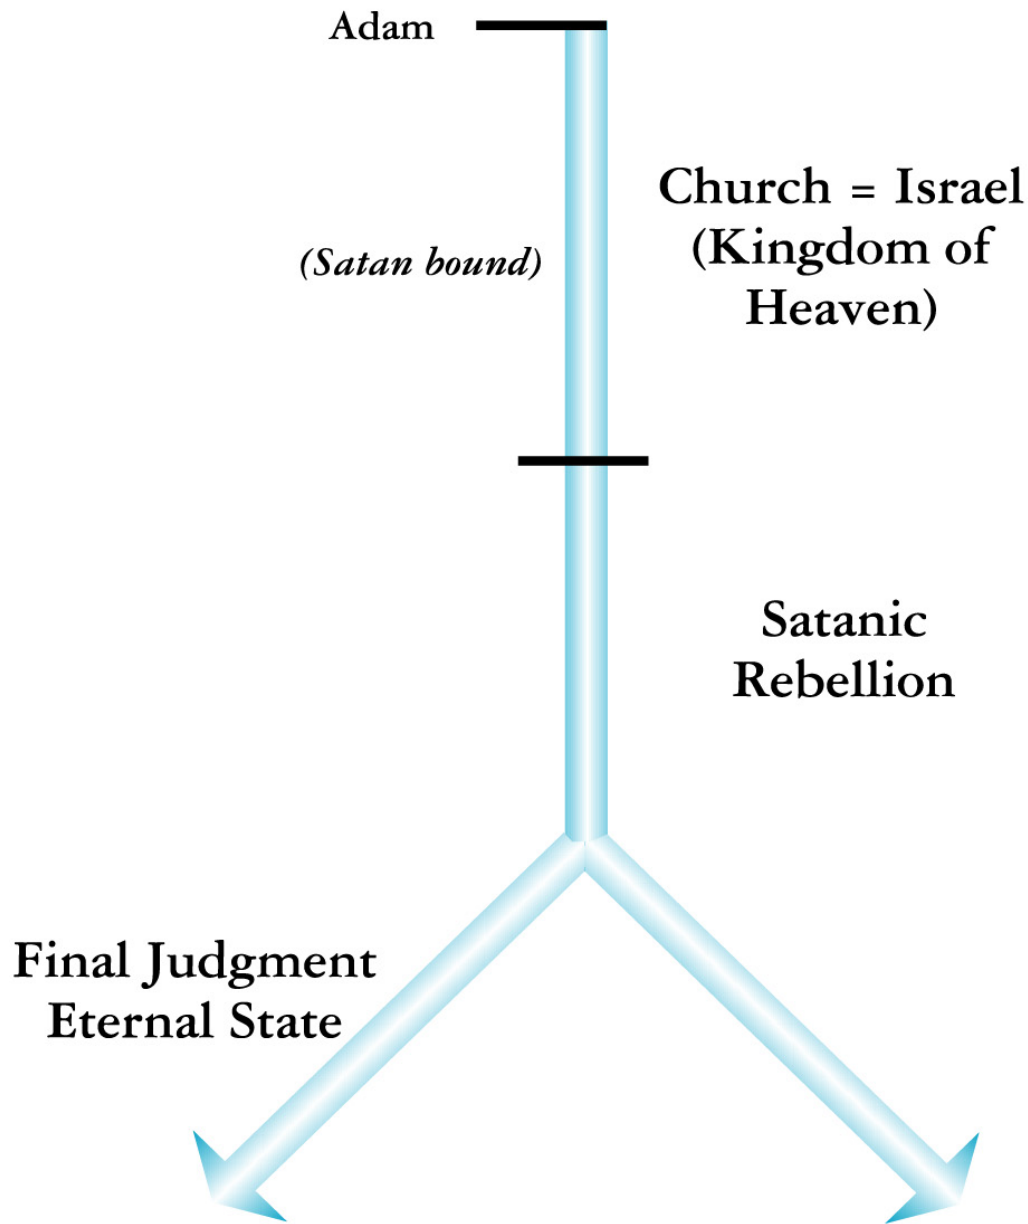 Adam
Church = Israel
(Kingdom of
Heaven)
(Satan bound)
Satanic
Rebellion
Final Judgment
Eternal State